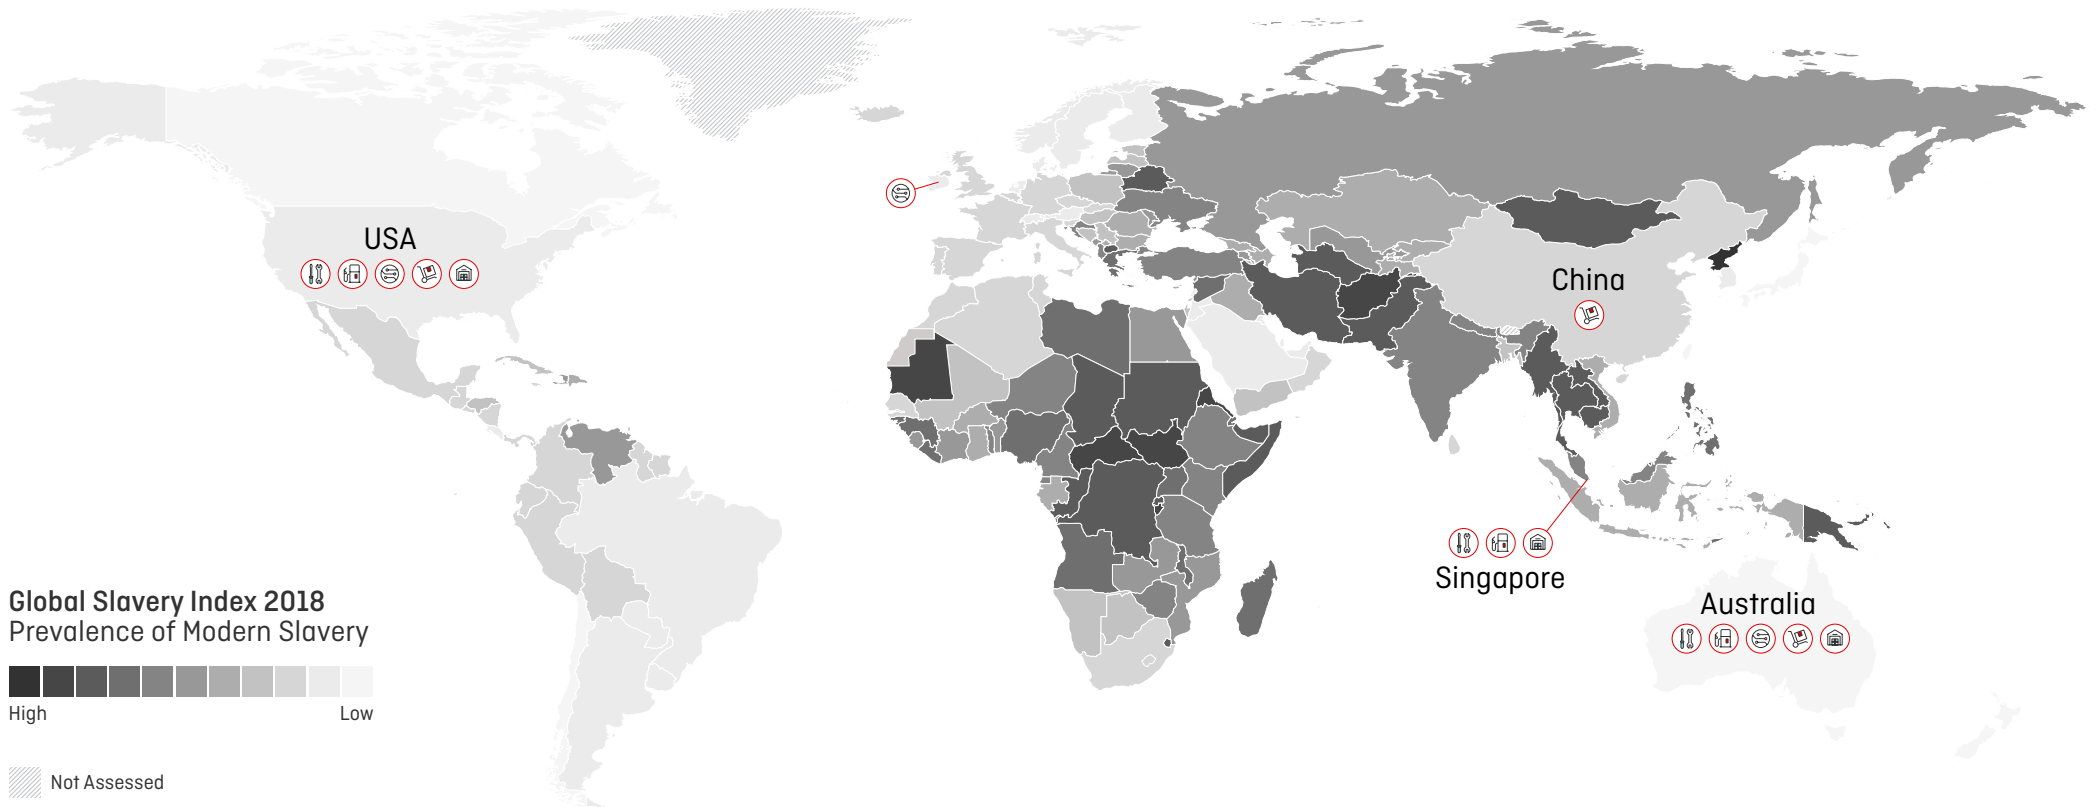 USA
China
Singapore
Australia
Global Slavery Index 2018
Prevalence of Modern Slavery
High
Low
Not Assessed